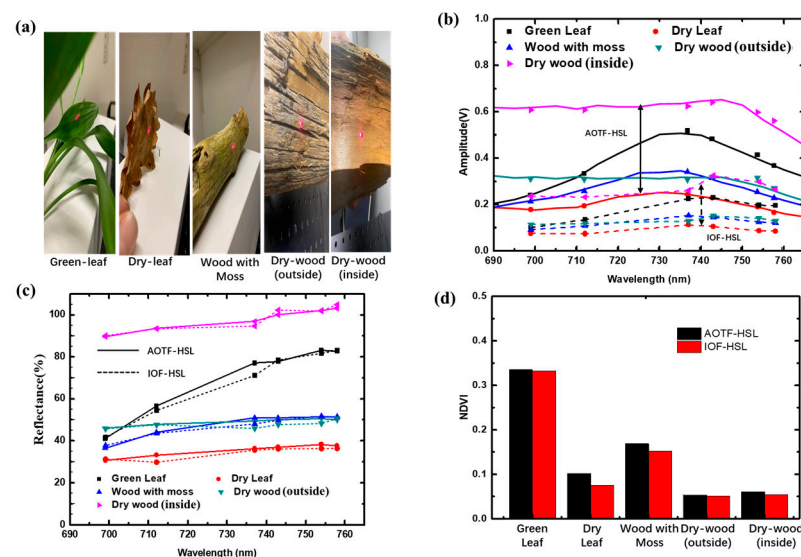 (a)
Green-leaf
Dry-leaf
Wood with
Moss
Dry-wood
(outside)
Dry-wood
(inside)
(b)
Green Leaf
Dry Leaf
Wood with moss
Dry wood (outside)
Dry wood (inside)
1.0
0.8
0.6
0.4
0.2
0.0
Amplitude(V)
AOTF-HSL
IOF-HSL
690 700 710 720 730 740 750 760
Wavelength (nm)
(c)
100
80
60
40
20
0
Reflectance(%)
AOTF-HSL
IOF-HSL
Green Leaf
Dry Leaf
Wood with moss
Dry wood (outside)
Dry wood (inside)
690 700 710 720 730 740 750 760
Wavelength (nm)
(d)
0.5
0.4
0.3
0.2
0.1
0.0
NDVI
AOTF-HSL
IOF-HSL
Green
Leaf
Dry
Leaf
Wood with
Moss
Dry-wood
(outside)
Dry-wood
(inside)